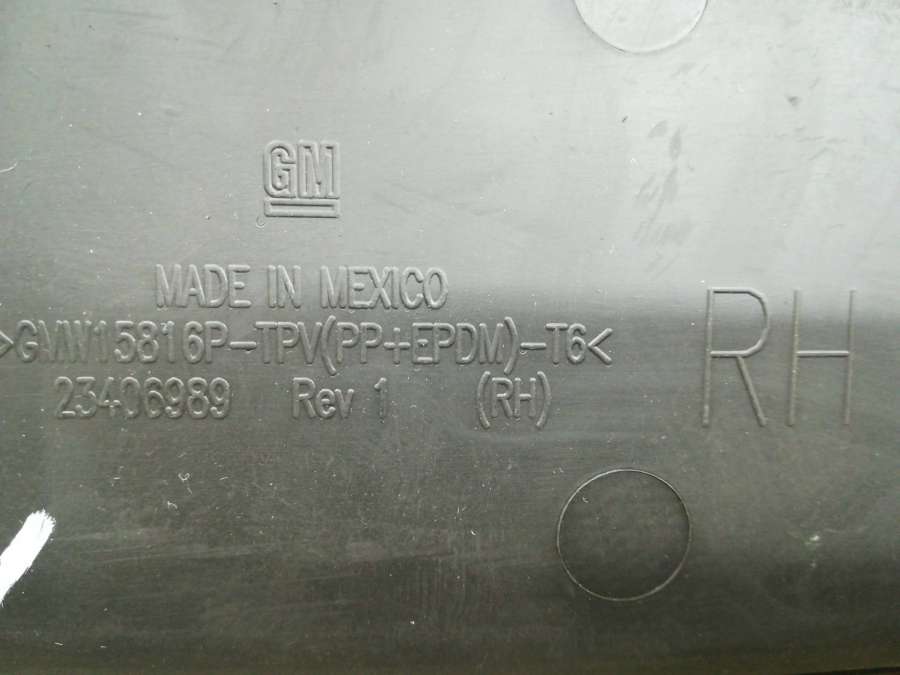 GM
MADE IN MEXICO
>GMW15816P-TPV(PP+EPDM)-T6<
23406989 Rev 1 (RH)
RH